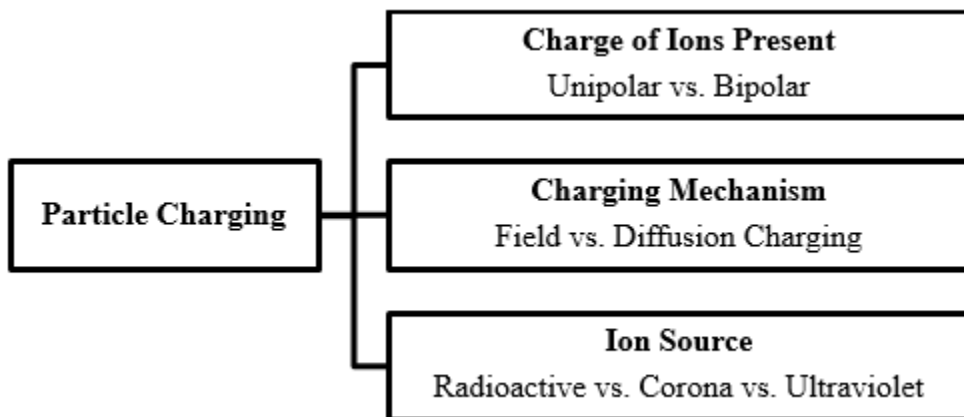 Charge of Ions Present
Unipolar vs. Bipolar
Particle Charging
Charging Mechanism
Field vs. Diffusion Charging
Ion Source
Radioactive vs. Corona vs. Ultraviolet